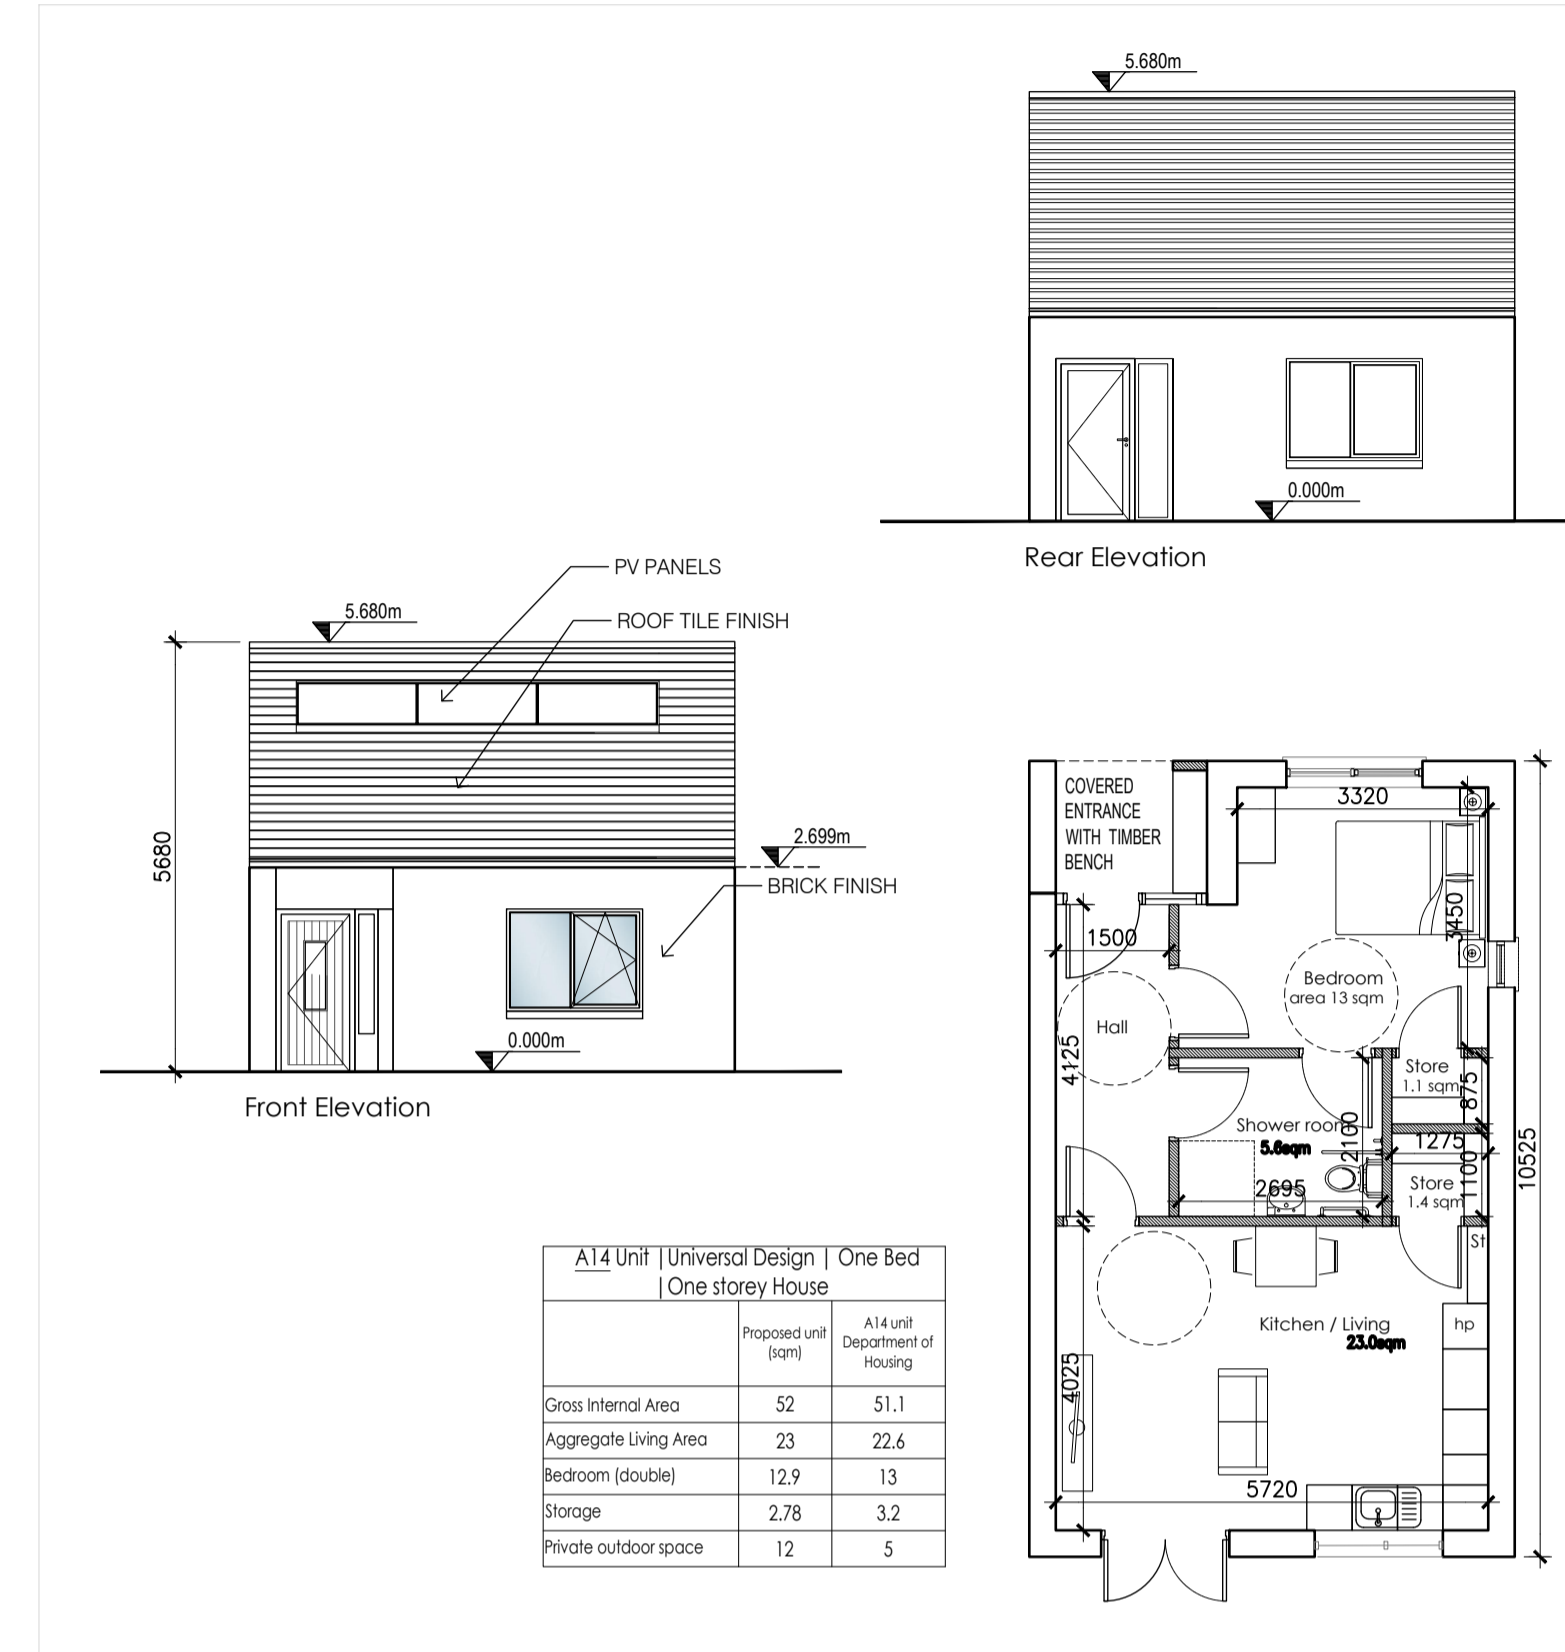 5.680m
0.000m
Rear Elevation
PV PANELS
5.680m
ROOF TILE FINISH
5680
2.699m
BRICK FINISH
0.000m
Front Elevation
COVERED
ENTRANCE
WITH TIMBER
BENCH
3320
3450
1500
Bedroom
area 13 sqm
Hall
4125
Store
1.1 sqm
875
Shower room
5.6sqm
2100
1275
10525
Store
1.4 sqm
1100
2695
St
Kitchen / Living
23.0sqm
hp
4025
5720
A14 Unit | Universal Design | One Bed
| One storey House
Proposed unit
(sqm)
A14 unit
Department of
Housing
Gross Internal Area 52 51.1
Aggregate Living Area 23 22.6
Bedroom (double) 12.9 13
Storage 2.78 3.2
Private outdoor space 12 5